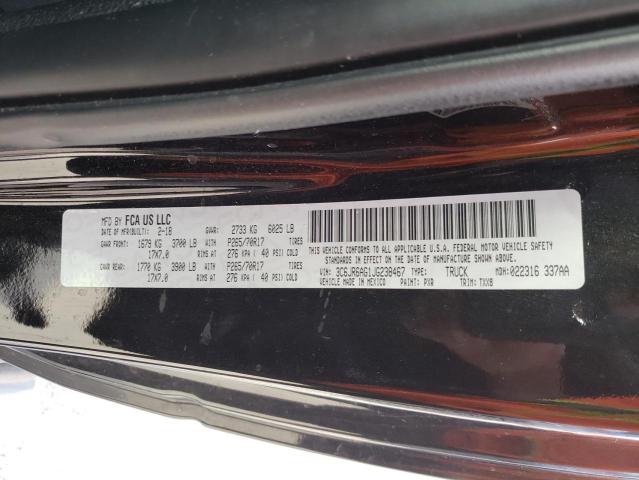 MFD BY FCA US LLC
DATE OF MFR(BUILT): 2-18 GVWR: 2733 KG 6025 LB
GAWR FRONT: 1679 KG 3700 LB WITH P265/70R17 TIRES
17X7.0 RIMS AT 276 KPA ( 40 PSI) COLD
GAWR REAR: 1770 KG 3900 LB WITH P265/70R17 TIRES
17X7.0 RIMS AT 276 KPA ( 40 PSI) COLD
THIS VEHICLE CONFORMS TO ALL APPLICABLE U.S.A. FEDERAL MOTOR VEHICLE SAFETY
STANDARDS IN EFFECT ON THE DATE OF MANUFACTURE SHOWN ABOVE.
VIN: 3C6JR6AG1JG238467 TYPE: TRUCK MDH: 022316 337AA
VEHICLE MADE IN MEXICO PAINT: PXR TRIM: TXX8